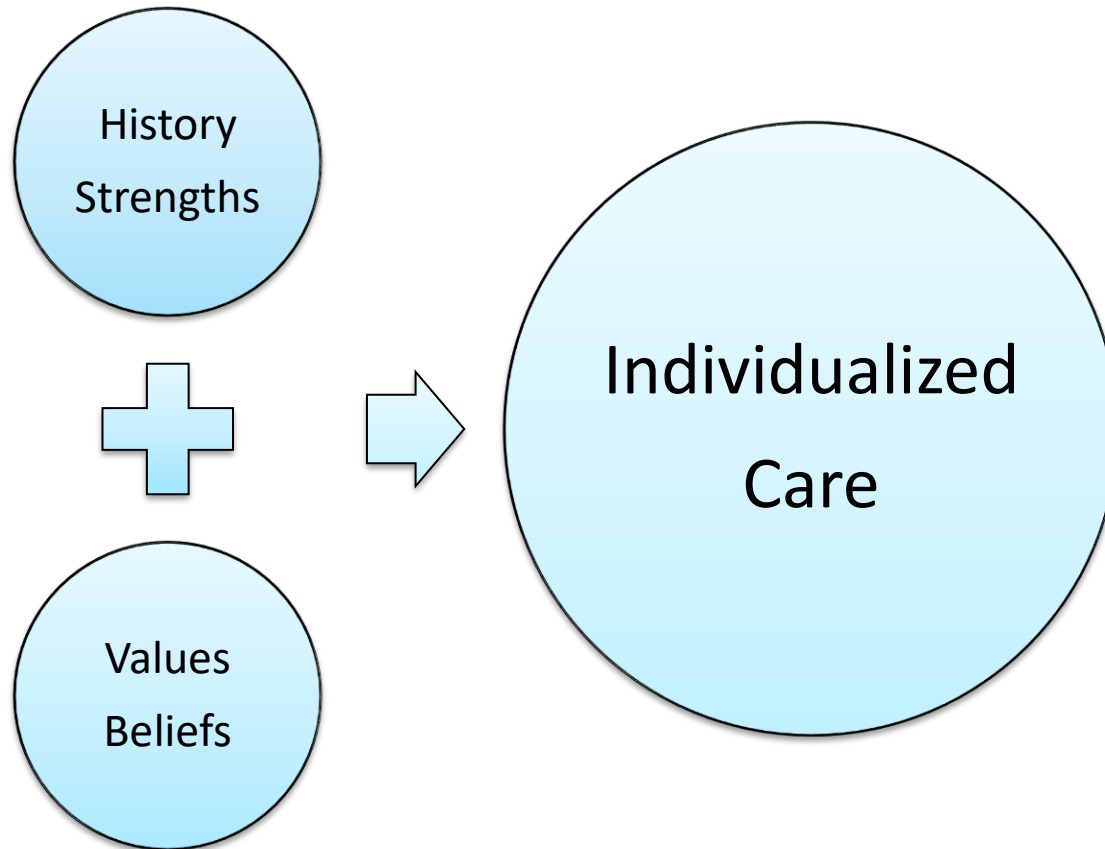 History
Strengths
Values
Beliefs
Individualized
Care